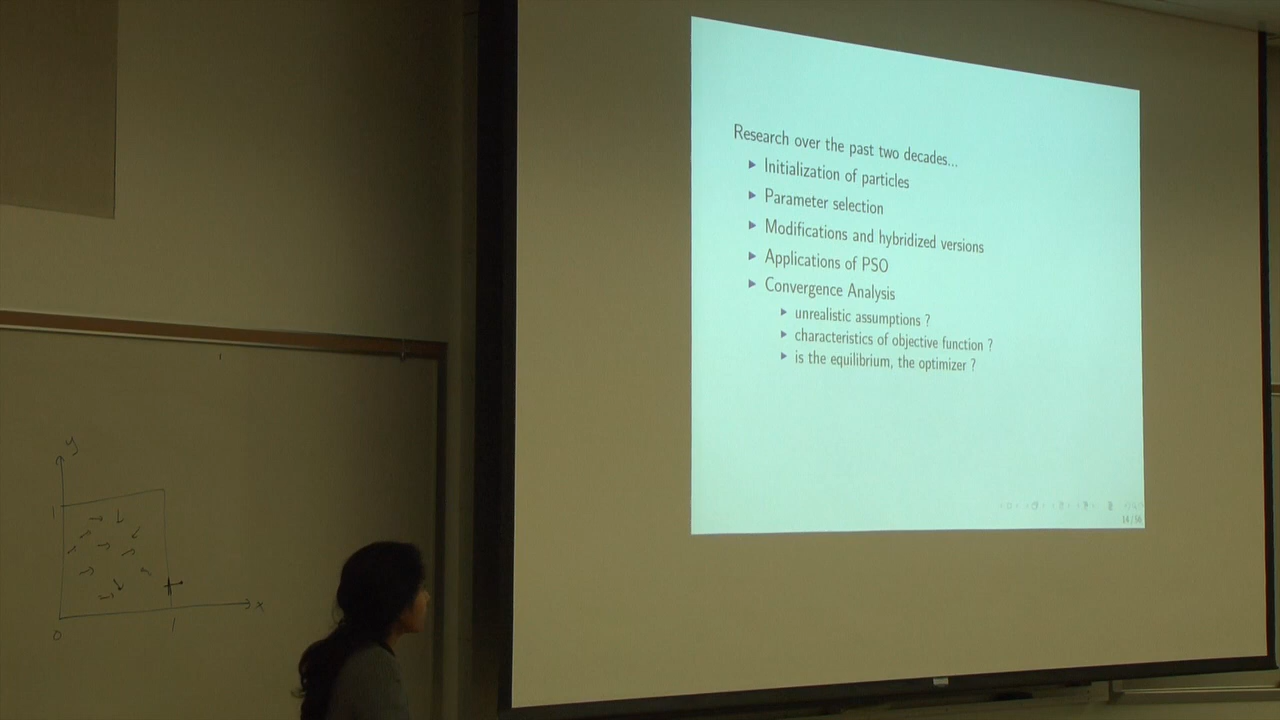 Research over the past two decades...
Initialization of particles
Parameter selection
Modifications and hybridized versions
Applications of PSO
Convergence Analysis
unrealistic assumptions ?
characteristics of objective function ?
is the equilibrium, the optimizer ?
y
1
0
1
x